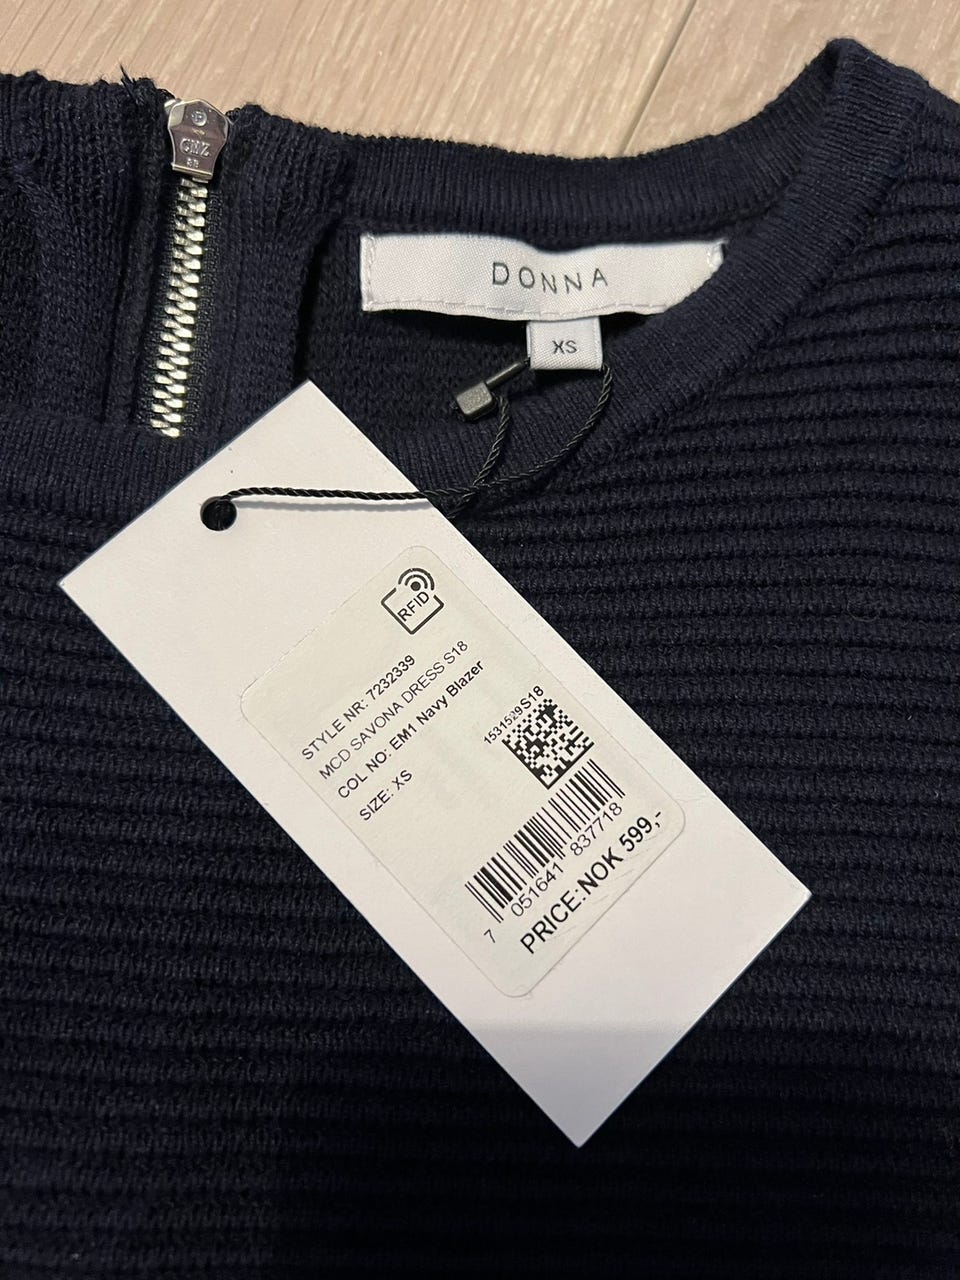 DONNA
XS
RFID
STYLE NR: 7232339
MCD SAVONA DRESS S18
COL NO: EM1 Navy Blazer
SIZE: XS
1531529S18
7 051641 837718
PRICE:NOK 599,-